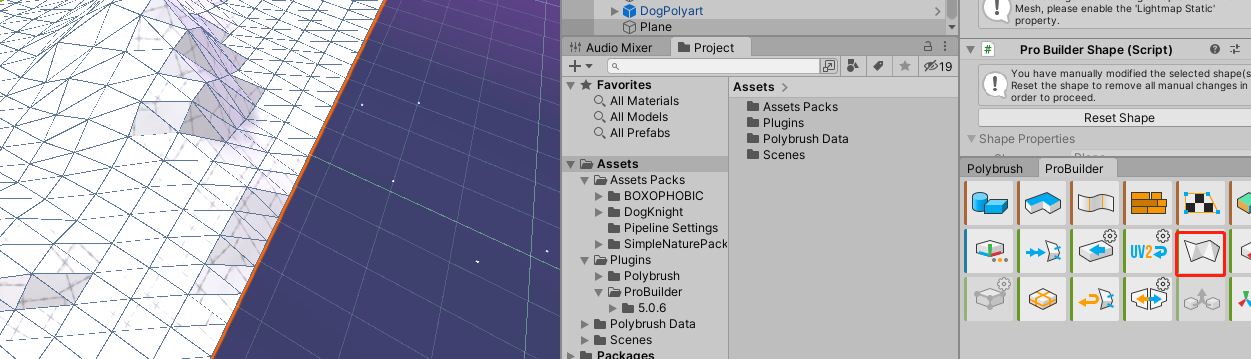 DogPolyart
Plane
Audio Mixer
Project
19
Favorites
All Materials
All Models
All Prefabs
Assets
Assets Packs
BOXOPHOBIC
DogKnight
Pipeline Settings
SimpleNaturePack
Plugins
Polybrush
ProBuilder
5.0.6
Polybrush Data
Scenes
Packages
Assets
Assets Packs
Plugins
Polybrush Data
Scenes
Mesh, please enable the 'Lightmap Static'
property.
# Pro Builder Shape (Script)
You have manually modified the selected shape(s
Reset the shape to remove all manual changes in
order to proceed.
Reset Shape
Shape Properties
Polybrush
ProBuilder
UV2